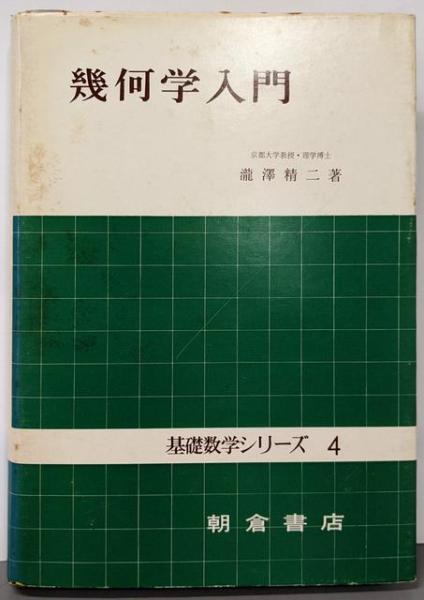 幾何学入門
京都大学教授・理学博士
瀧澤精二著
基礎数学シリーズ 4
朝倉書店